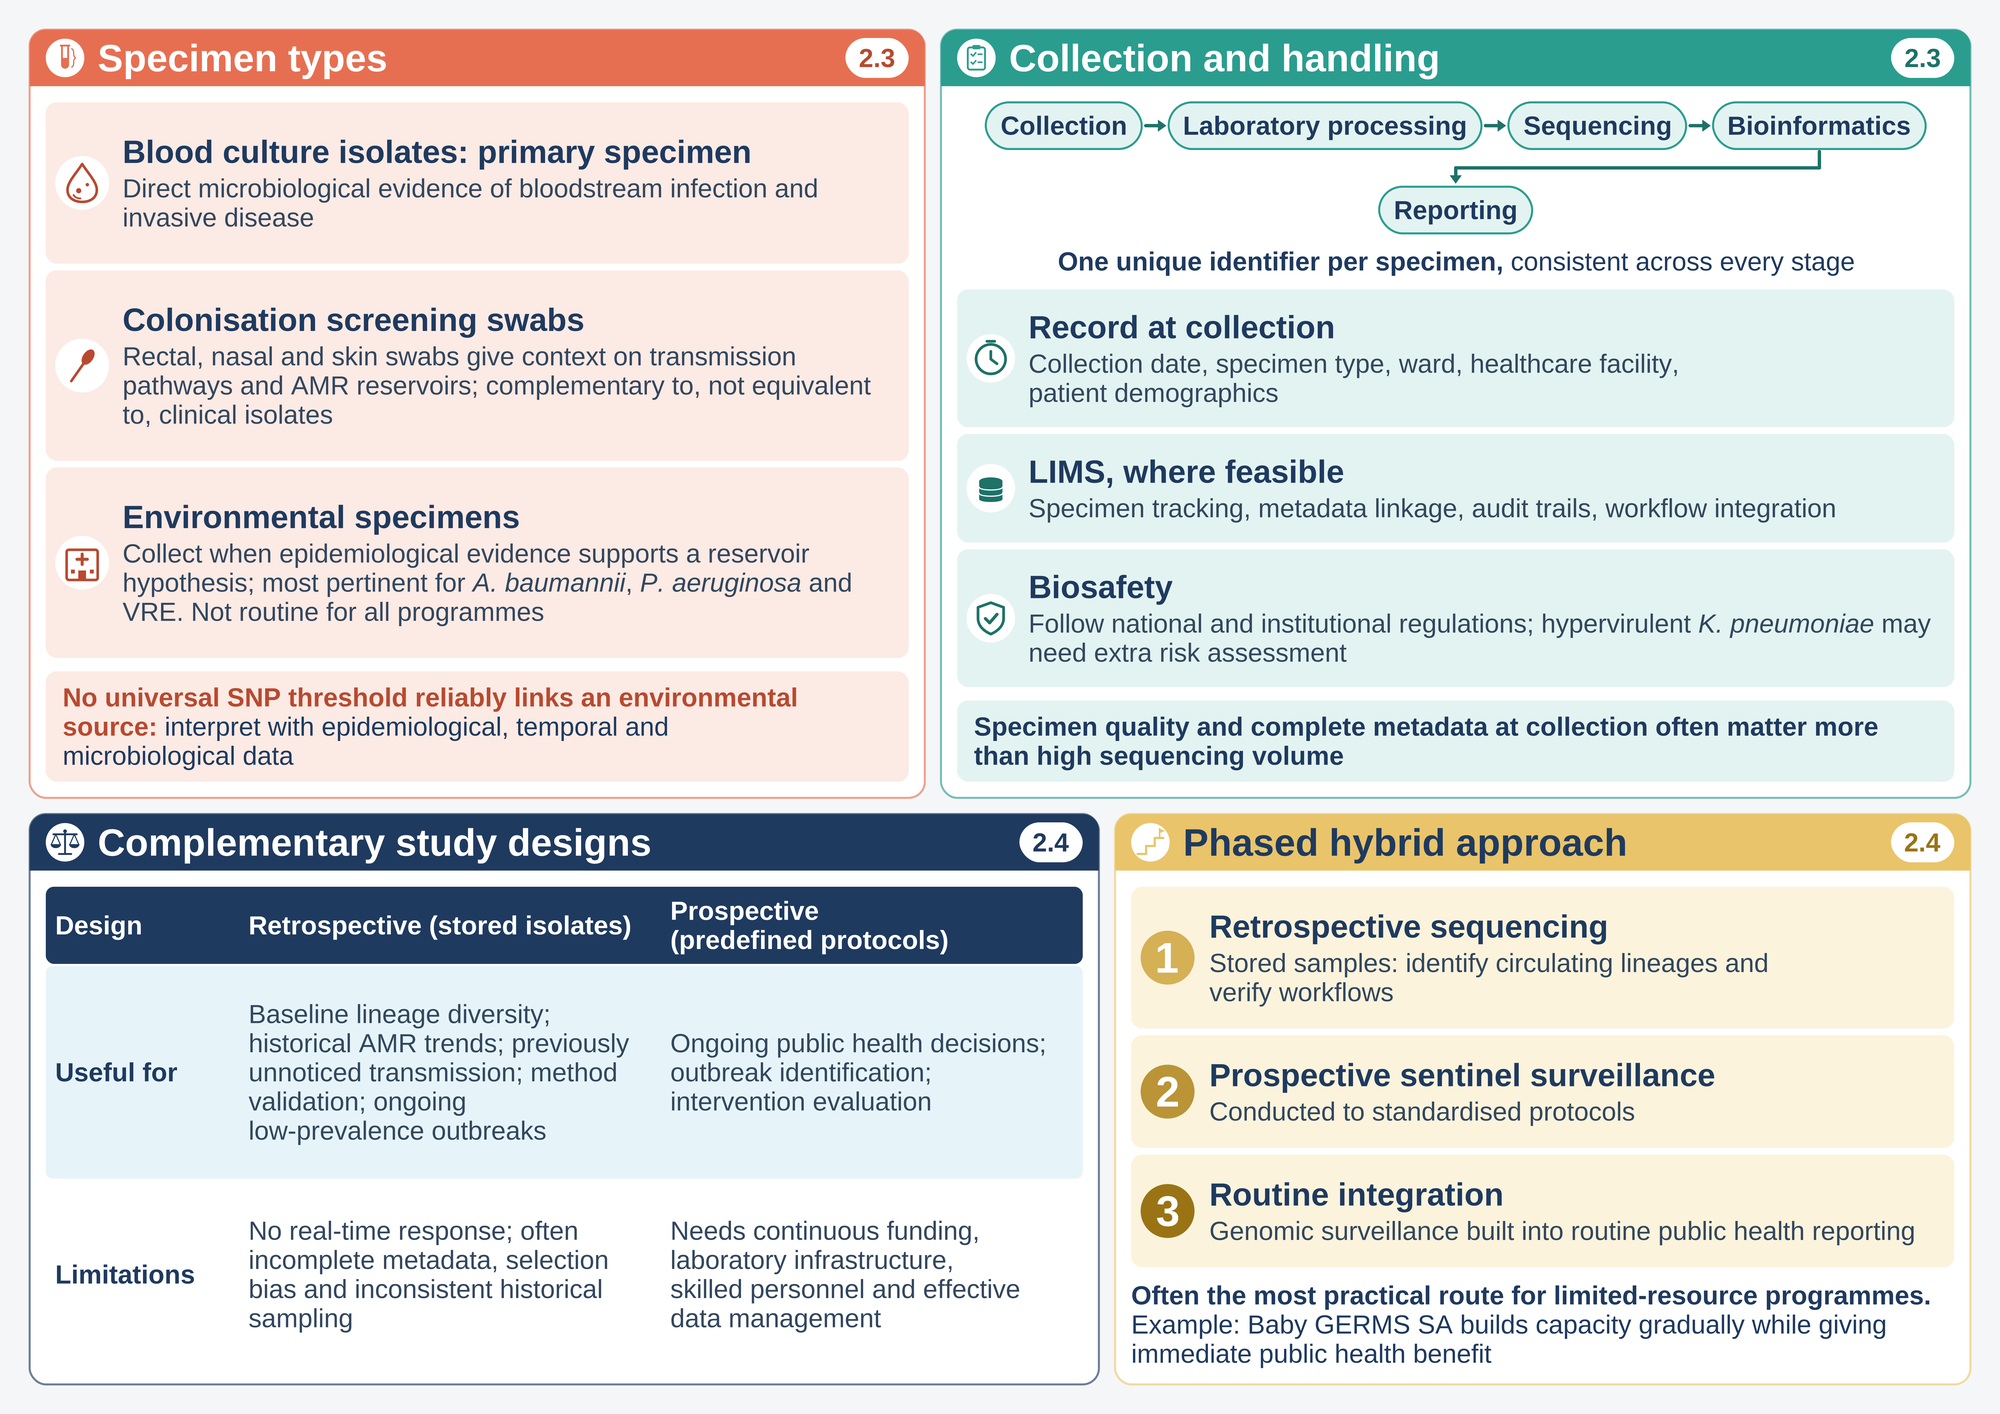 Specimen types
2.3
Blood culture isolates: primary specimen
Direct microbiological evidence of bloodstream infection and
invasive disease
Colonisation screening swabs
Rectal, nasal and skin swabs give context on transmission
pathways and AMR reservoirs; complementary to, not equivalent
to, clinical isolates
Environmental specimens
Collect when epidemiological evidence supports a reservoir
hypothesis; most pertinent for A. baumannii, P. aeruginosa and
VRE. Not routine for all programmes
No universal SNP threshold reliably links an environmental
source: interpret with epidemiological, temporal and
microbiological data
Collection and handling
2.3
Collection
Laboratory processing
Sequencing
Bioinformatics
Reporting
One unique identifier per specimen, consistent across every stage
Record at collection
Collection date, specimen type, ward, healthcare facility,
patient demographics
LIMS, where feasible
Specimen tracking, metadata linkage, audit trails, workflow integration
Biosafety
Follow national and institutional regulations; hypervirulent K. pneumoniae may
need extra risk assessment
Specimen quality and complete metadata at collection often matter more
than high sequencing volume
Complementary study designs
2.4
Design
Retrospective (stored isolates)
Prospective
(predefined protocols)
Useful for
Baseline lineage diversity;
historical AMR trends; previously
unnoticed transmission; method
validation; ongoing
low-prevalence outbreaks
Ongoing public health decisions;
outbreak identification;
intervention evaluation
Limitations
No real-time response; often
incomplete metadata, selection
bias and inconsistent historical
sampling
Needs continuous funding,
laboratory infrastructure,
skilled personnel and effective
data management
Phased hybrid approach
2.4
1
Retrospective sequencing
Stored samples: identify circulating lineages and
verify workflows
2
Prospective sentinel surveillance
Conducted to standardised protocols
3
Routine integration
Genomic surveillance built into routine public health reporting
Often the most practical route for limited-resource programmes.
Example: Baby GERMS SA builds capacity gradually while giving
immediate public health benefit